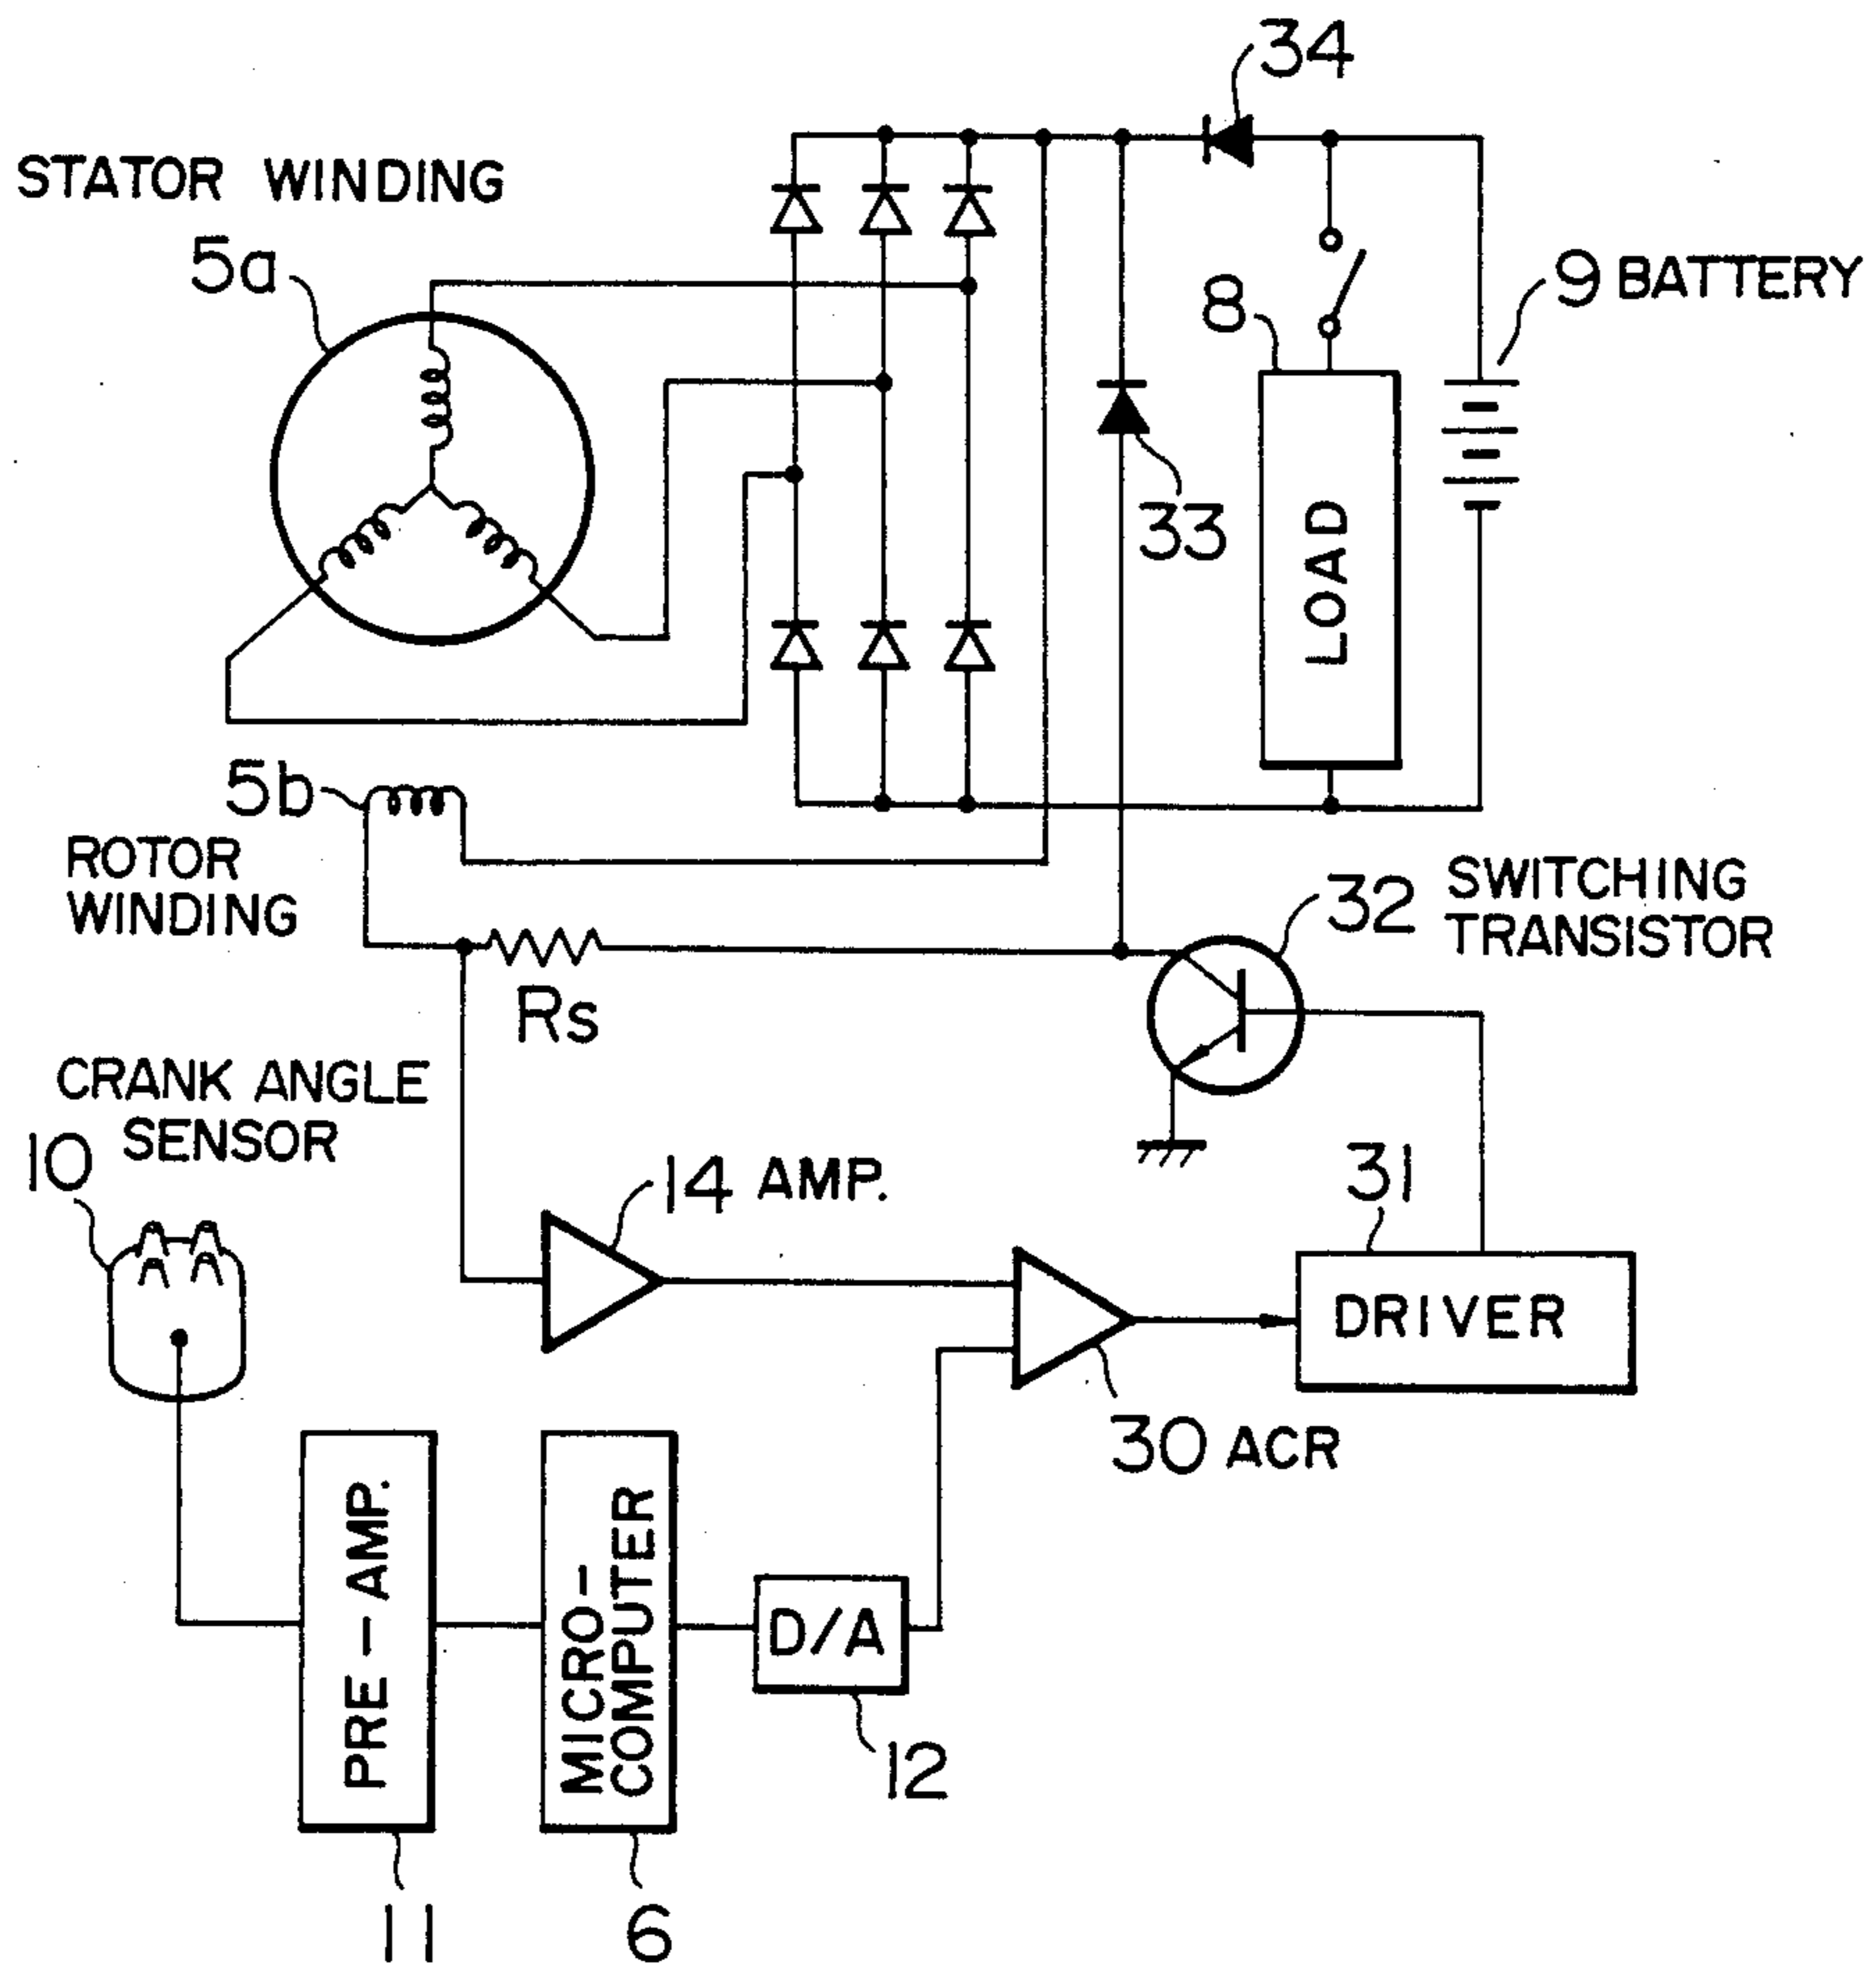 34
STATOR WINDING
5a
9 BATTERY
8
33
LOAD
5b
ROTOR
WINDING
32
SWITCHING
TRANSISTOR
Rs
CRANK ANGLE
SENSOR
10
14 AMP.
31
DRIVER
30 ACR
PRE-AMP.
MICRO-
COMPUTER
D/A
12
11
6